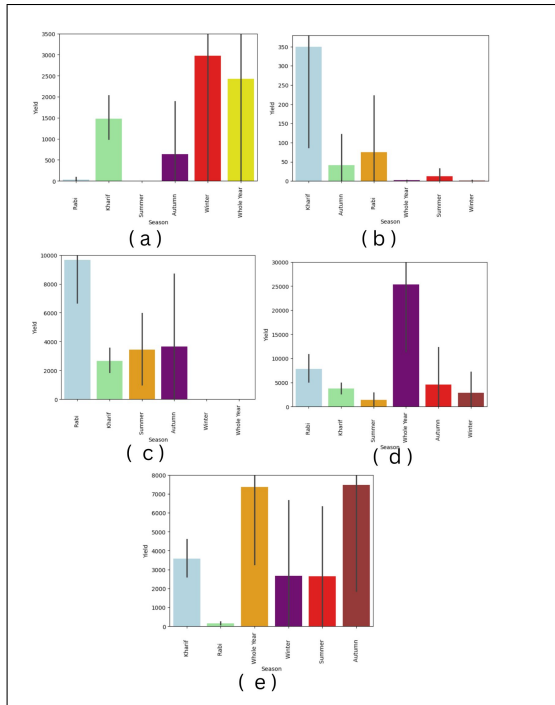 3500
3000
2500
2000
1500
1000
500
0
Yield
Rabi
Kharif
Summer
Autumn
Winter
Whole Year
Season
(a)
350
300
250
200
150
100
50
0
Yield
Kharif
Autumn
Rabi
Whole Year
Summer
Winter
Season
(b)
10000
8000
6000
4000
2000
0
Yield
Rabi
Kharif
Summer
Autumn
Winter
Whole Year
Season
(c)
30000
25000
20000
15000
10000
5000
0
Yield
Rabi
Kharif
Summer
Whole Year
Autumn
Winter
Season
(d)
8000
7000
6000
5000
4000
3000
2000
1000
0
Yield
Kharif
Rabi
Whole Year
Winter
Summer
Autumn
Season
(e)